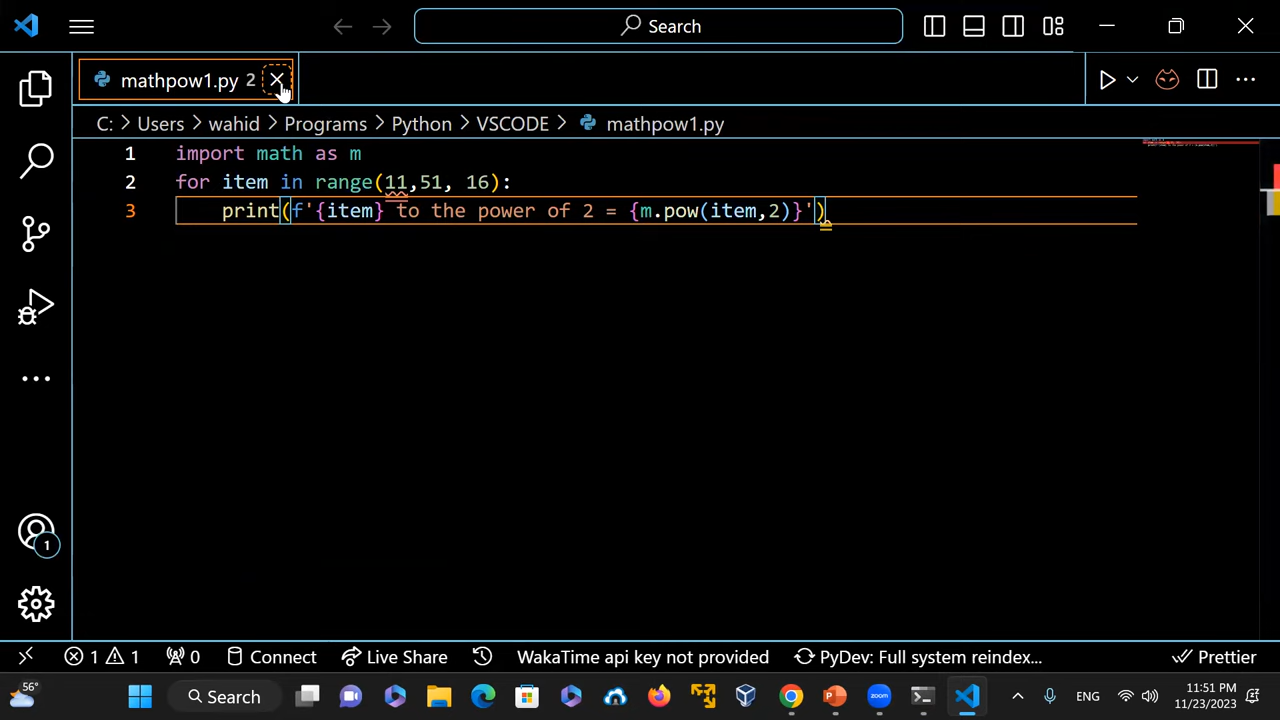 Search
mathpow1.py 2
C: > Users > wahid > Programs > Python > VSCODE > mathpow1.py
1 import math as m
2 for item in range(11,51, 16):
3 print(f'{item} to the power of 2 = {m.pow(item,2)}')
1
1 1 0 Connect Live Share WakaTime api key not provided PyDev: Full system reindex... Prettier
56° Search ENG 11:51 PM
11/23/2023